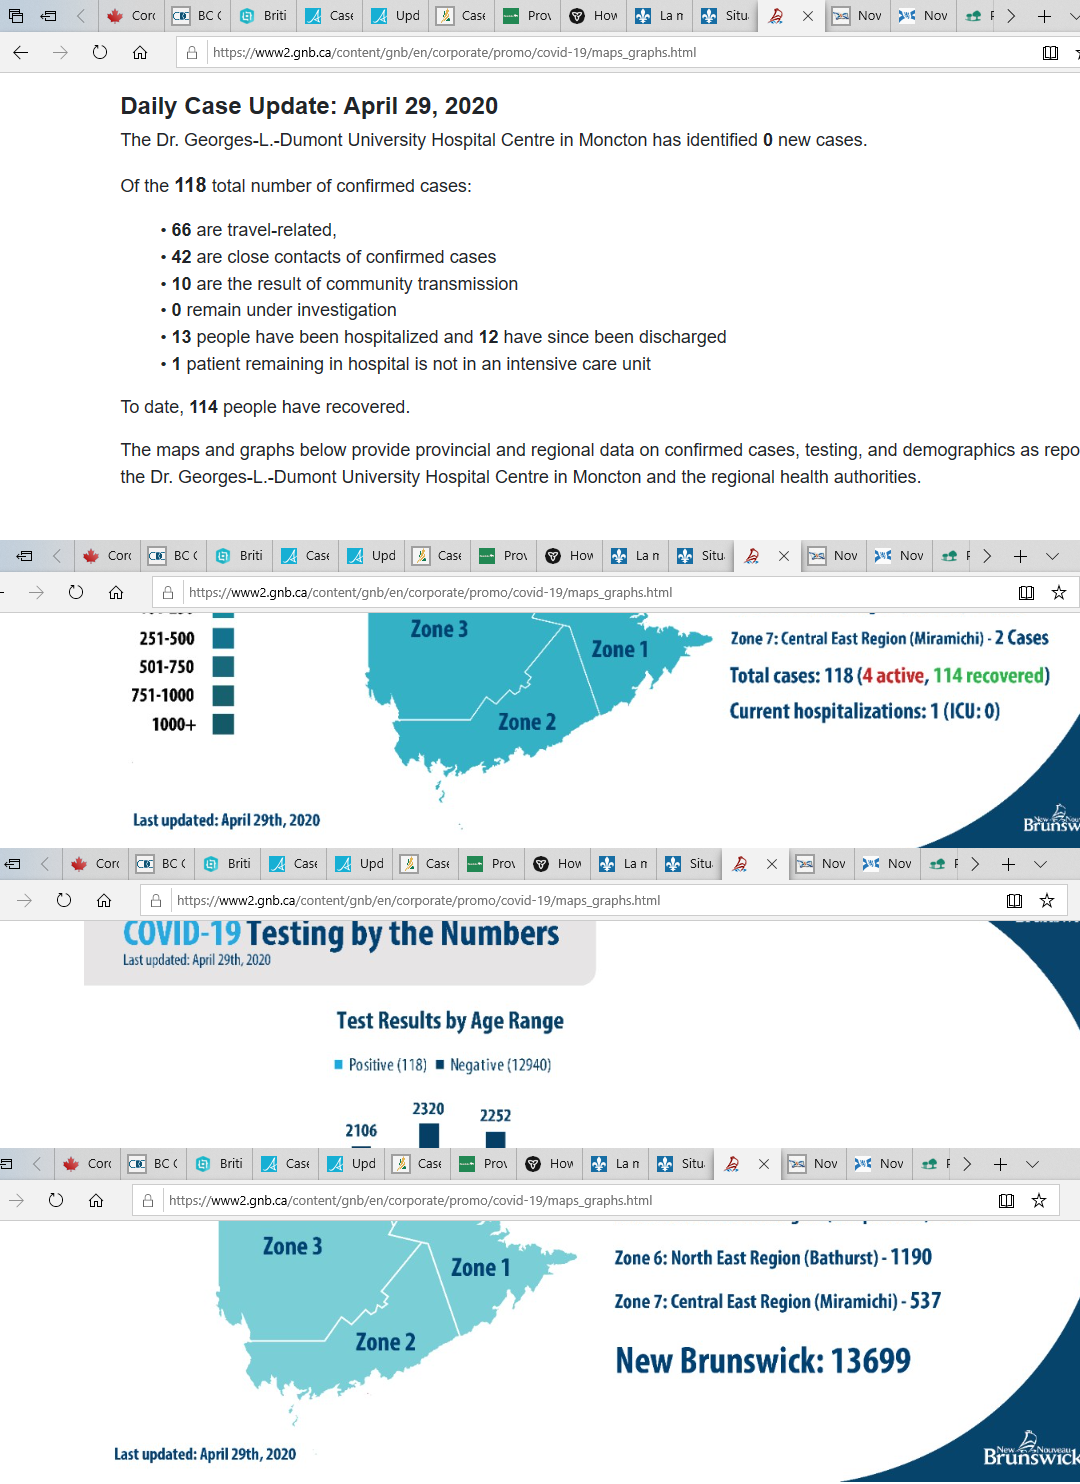 Corc BC C Briti Case Upd Case Prov How La n Situ Nov Nov F
https://www2.gnb.ca/content/gnb/en/corporate/promo/covid-19/maps_graphs.html
Daily Case Update: April 29, 2020
The Dr. Georges-L.-Dumont University Hospital Centre in Moncton has identified 0 new cases.
Of the 118 total number of confirmed cases:
• 66 are travel-related,
• 42 are close contacts of confirmed cases
• 10 are the result of community transmission
• 0 remain under investigation
• 13 people have been hospitalized and 12 have since been discharged
• 1 patient remaining in hospital is not in an intensive care unit
To date, 114 people have recovered.
The maps and graphs below provide provincial and regional data on confirmed cases, testing, and demographics as repo
the Dr. Georges-L.-Dumont University Hospital Centre in Moncton and the regional health authorities.
Corc BC C Briti Case Upd Case Prov How La n Situ Nov Nov F
https://www2.gnb.ca/content/gnb/en/corporate/promo/covid-19/maps_graphs.html
251-500
501-750
751-1000
1000+
Zone 3
Zone 1
Zone 2
Zone 7: Central East Region (Miramichi) - 2 Cases
Total cases: 118 (4 active, 114 recovered)
Current hospitalizations: 1 (ICU: 0)
Last updated: April 29th, 2020
Brunsw
Corc BC C Briti Case Upd Case Prov How La n Situ Nov Nov F
https://www2.gnb.ca/content/gnb/en/corporate/promo/covid-19/maps_graphs.html
COVID-19 Testing by the Numbers
Last updated: April 29th, 2020
Test Results by Age Range
Positive (118) Negative (12940)
2106 2320 2252
Corc BC C Briti Case Upd Case Prov How La n Situ Nov Nov F
https://www2.gnb.ca/content/gnb/en/corporate/promo/covid-19/maps_graphs.html
Zone 3
Zone 1
Zone 2
Zone 6: North East Region (Bathurst) - 1190
Zone 7: Central East Region (Miramichi) - 537
New Brunswick: 13699
Last updated: April 29th, 2020
New Nouveau
Brunswick